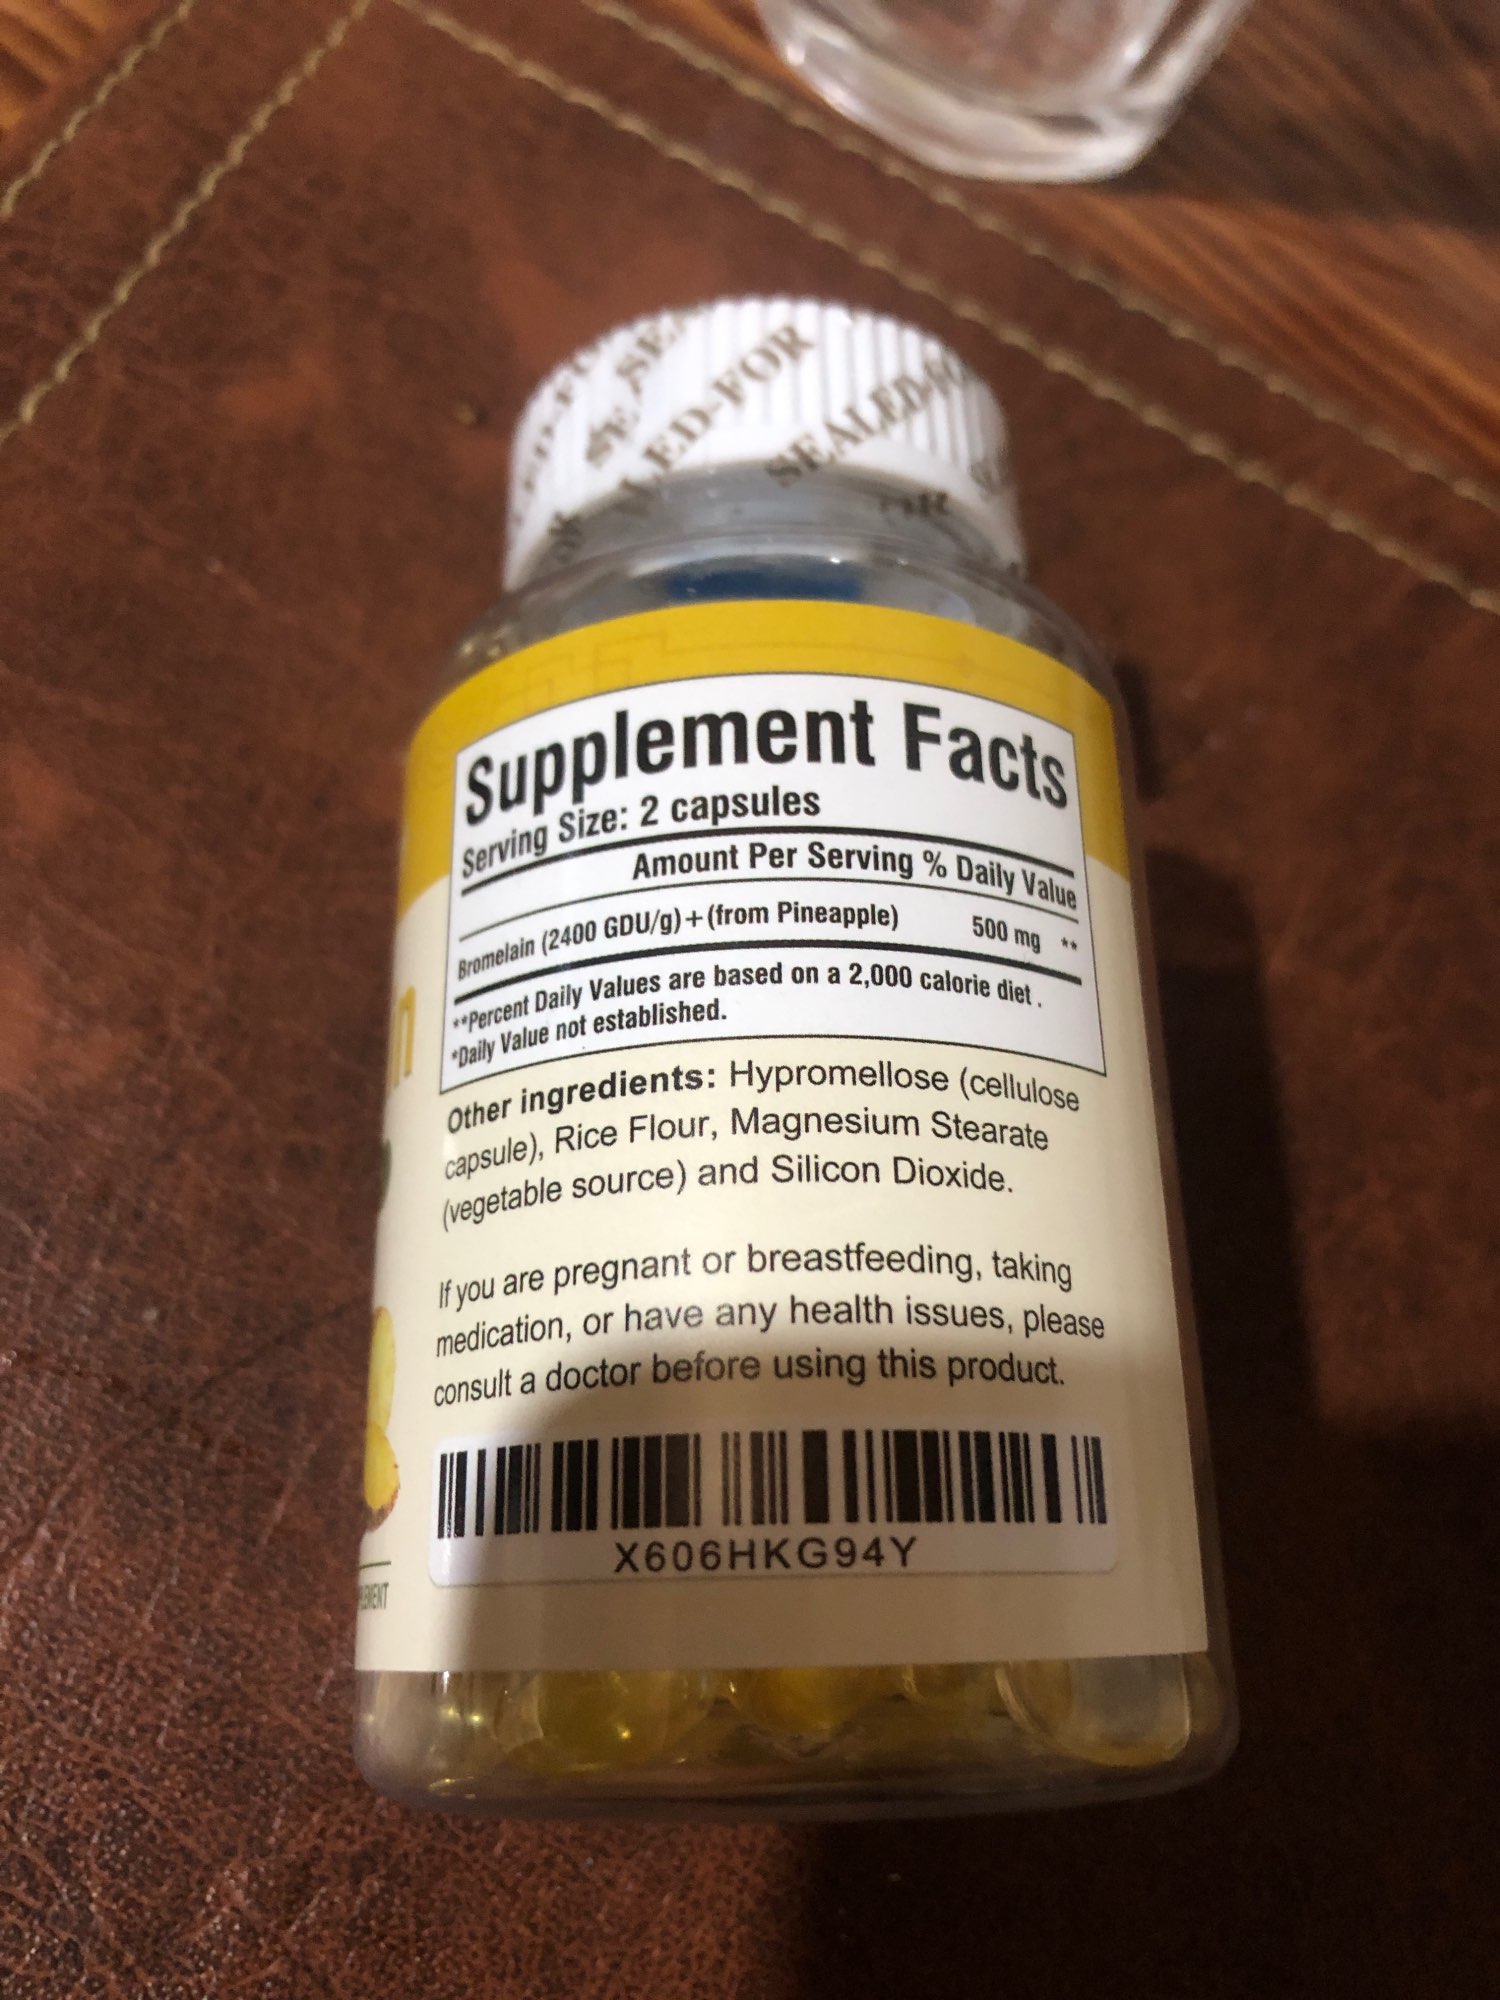 SEALED-FOR
Supplement Facts
Serving Size: 2 capsules
Amount Per Serving % Daily Value
Bromelain (2400 GDU/g)+(from Pineapple) 500 mg **
**Percent Daily Values are based on a 2,000 calorie diet .
*Daily Value not established.
Other ingredients: Hypromellose (cellulose
capsule), Rice Flour, Magnesium Stearate
(vegetable source) and Silicon Dioxide.
If you are pregnant or breastfeeding, taking
medication, or have any health issues, please
consult a doctor before using this product.
X606HKG94Y